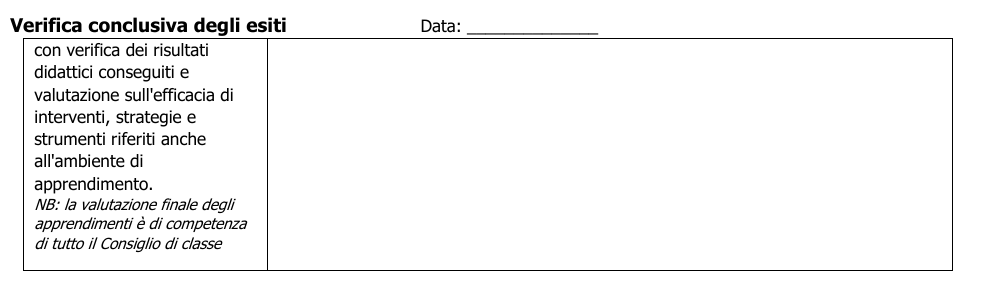 Verifica conclusiva degli esiti Data: _______________
con verifica dei risultati
didattici conseguiti e
valutazione sull'efficacia di
interventi, strategie e
strumenti riferiti anche
all'ambiente di
apprendimento.
NB: la valutazione finale degli
apprendimenti è di competenza
di tutto il Consiglio di classe